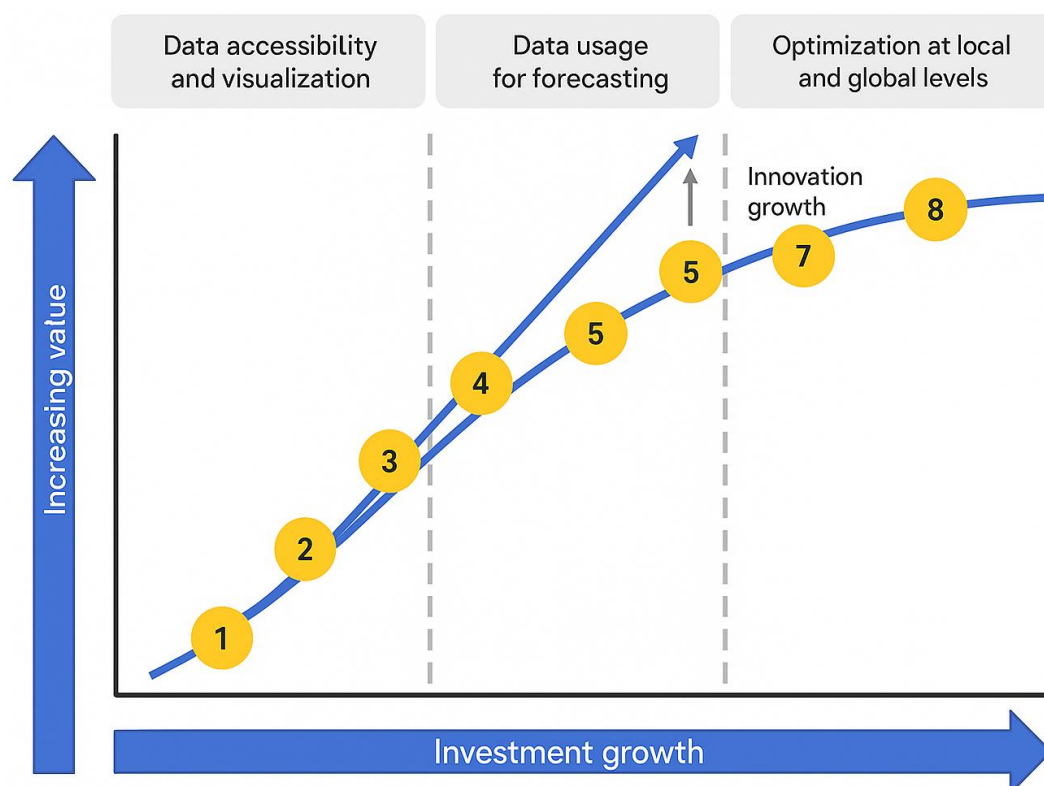 Data accessibility
and visualization
Data usage
for forecasting
Optimization at local
and global levels
Increasing value
Innovation
growth
1
2
3
4
5
5
7
8
Investment growth